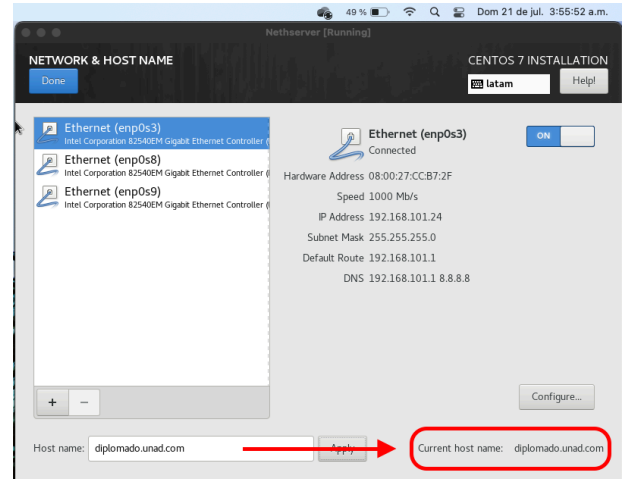 49 % Dom 21 de jul. 3:55:52 a.m.
Nethserver [Running]
NETWORK & HOST NAME
CENTOS 7 INSTALLATION
Done
latam
Help!
Ethernet (enp0s3)
Intel Corporation 82540EM Gigabit Ethernet Controller (
Ethernet (enp0s8)
Intel Corporation 82540EM Gigabit Ethernet Controller (
Ethernet (enp0s9)
Intel Corporation 82540EM Gigabit Ethernet Controller (
Ethernet (enp0s3)
Connected
ON
Hardware Address 08:00:27:CC:B7:2F
Speed 1000 Mb/s
IP Address 192.168.101.24
Subnet Mask 255.255.255.0
Default Route 192.168.101.1
DNS 192.168.101.1 8.8.8.8
+ −
Configure...
Host name: diplomado.unad.com Apply Current host name: diplomado.unad.com